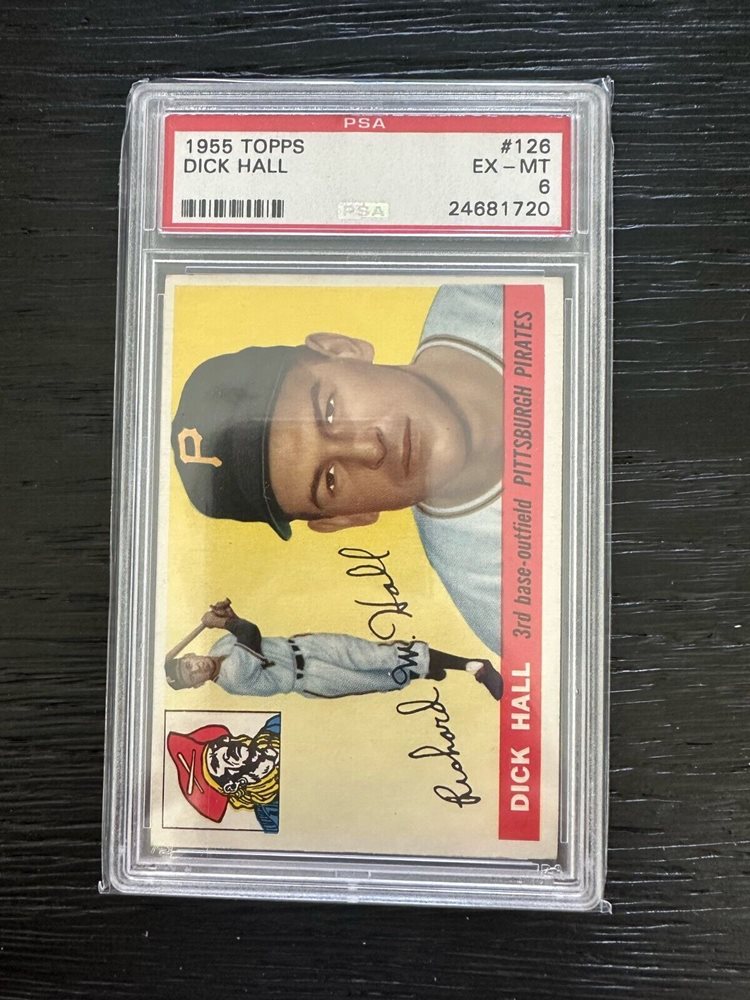 PSA
1955 TOPPS #126
DICK HALL EX - MT
6
PSA 24681720
P
Richard W. Hall
DICK HALL 3rd base-outfield PITTSBURGH PIRATES